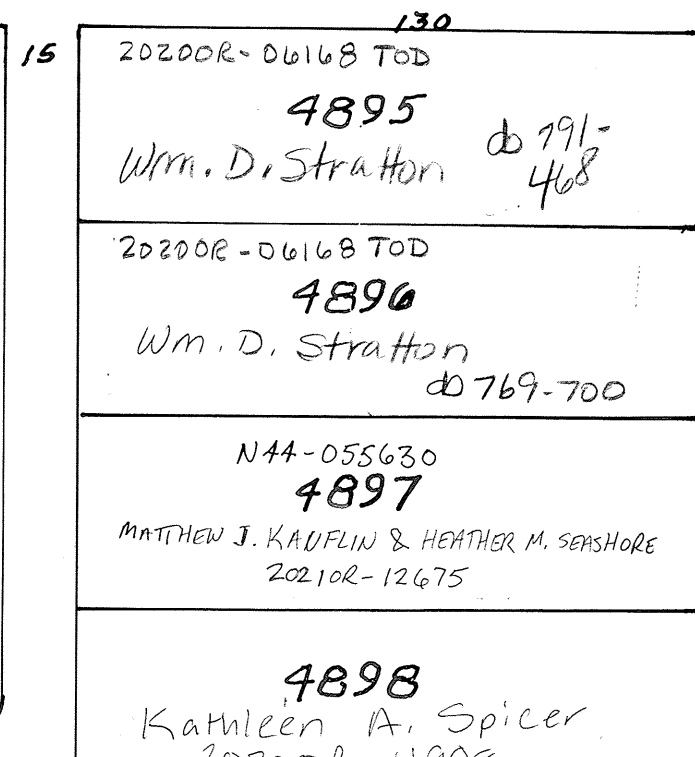 130
15
2020OR-06168 TOD
4895
Wm. D. Stratton
db 791-
468
2020OR-06168 TOD
4896
Wm. D. Stratton
db 769-700
N44-055630
4897
MATTHEW J. KAUFLIN & HEATHER M. SEASHORE
2021OR-12675
4898
Kathleen A. Spicer